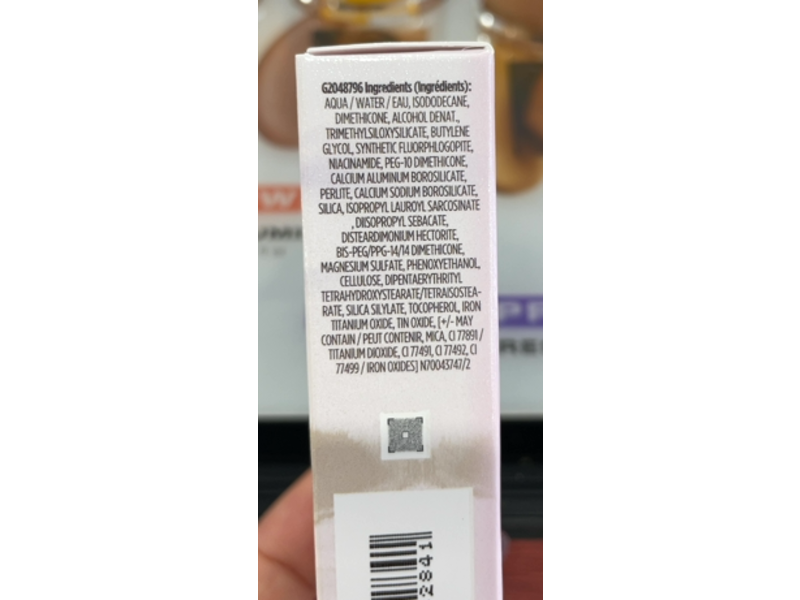 G2048796 Ingredients (Ingrédients):
AQUA / WATER / EAU, ISODODECANE,
DIMETHICONE, ALCOHOL DENAT.,
TRIMETHYLSILOXYSILICATE, BUTYLENE
GLYCOL, SYNTHETIC FLUORPHLOGOPITE,
NIACINAMIDE, PEG-10 DIMETHICONE,
CALCIUM ALUMINUM BOROSILICATE,
PERLITE, CALCIUM SODIUM BOROSILICATE,
SILICA, ISOPROPYL LAUROYL SARCOSINATE
, DIISOPROPYL SEBACATE,
DISTEARDIMONIUM HECTORITE,
BIS-PEG/PPG-14/14 DIMETHICONE,
MAGNESIUM SULFATE, PHENOXYETHANOL,
CELLULOSE, DIPENTAERYTHRITYL
TETRAHYDROXYSTEARATE/TETRAISOSTEA-
RATE, SILICA SILYLATE, TOCOPHEROL, IRON
TITANIUM OXIDE, TIN OXIDE, [+/- MAY
CONTAIN / PEUT CONTENIR, MICA, CI 77891 /
TITANIUM DIOXIDE, CI 77491, CI 77492, CI
77499 / IRON OXIDES] N70043747/2
2841